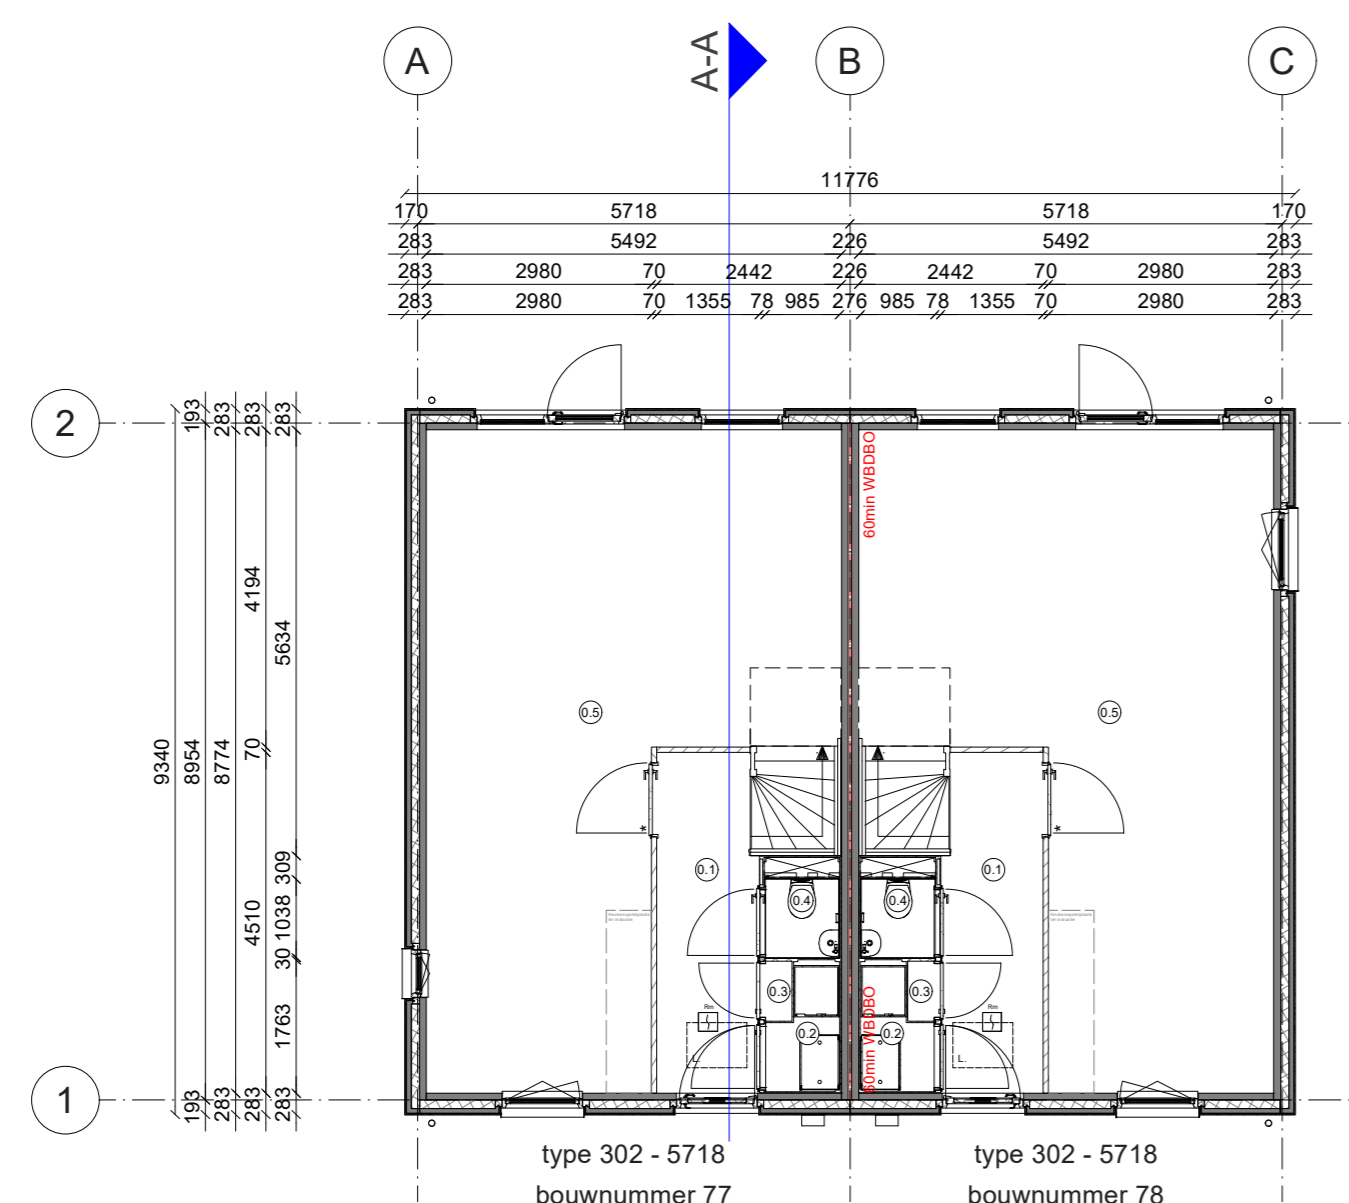 A
A-A
B
C
11776
170 5718 5718 170
283 5492 226 5492 283
283 2980 70 2442 226 2442 70 2980 283
283 2980 70 1355 78 985 276 985 78 1355 70 2980 283
2
193 283 283 283
60min WBDBO
4194
5634
0.5 0.5
9340 8954 8774 70
* *
309
0.1 0.1
0.4 0.4
4510 1038
30
0.3 0.3
60min WBDBO
Rm Rm
1763
0.2 0.2
L. L.
1
193 283 283 283
type 302 - 5718 type 302 - 5718
bouwnummer 77 bouwnummer 78